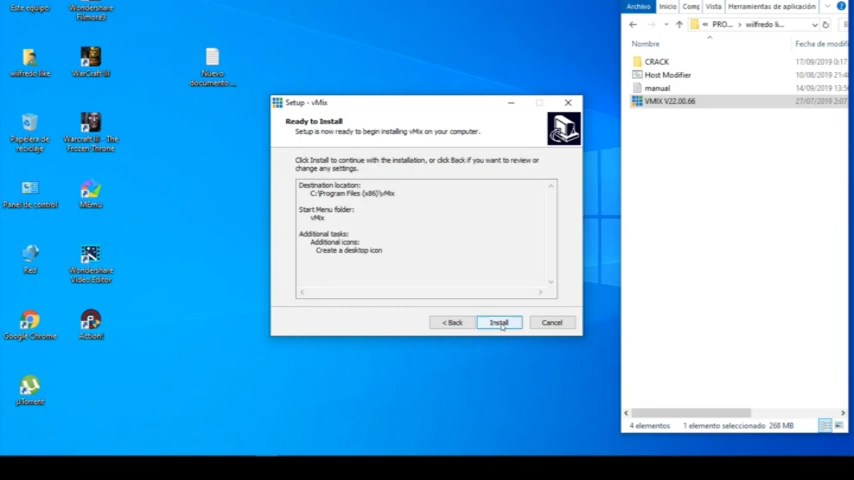 Este equipo
Wondershare
Filmora9
wilfredo like
WarCraft III
Nuevo
documento ...
Papelera de
reciclaje
Warcraft III - The
Frozen Throne
Panel de control
MEmu
Red
Wondershare
Video Editor
Google Chrome
Action!
µTorrent
Setup - vMix
Ready to Install
Setup is now ready to begin installing vMix on your computer.
Click Install to continue with the installation, or click Back if you want to review or
change any settings.
Destination location:
C:\Program Files (x86)\vMix
Start Menu folder:
vMix
Additional tasks:
Additional icons:
Create a desktop icon
< Back
Install
Cancel
Archivo
Inicio
Comp
Vista
Herramientas de aplicación
« PRO... › wilfredo li...
Nombre
Fecha de modifi
CRACK
17/09/2019 0:17
Host Modifier
10/08/2019 21:4
manual
14/09/2019 13:5
VMIX V22.00.66
27/07/2019 2:07
4 elementos
1 elemento seleccionado 268 MB